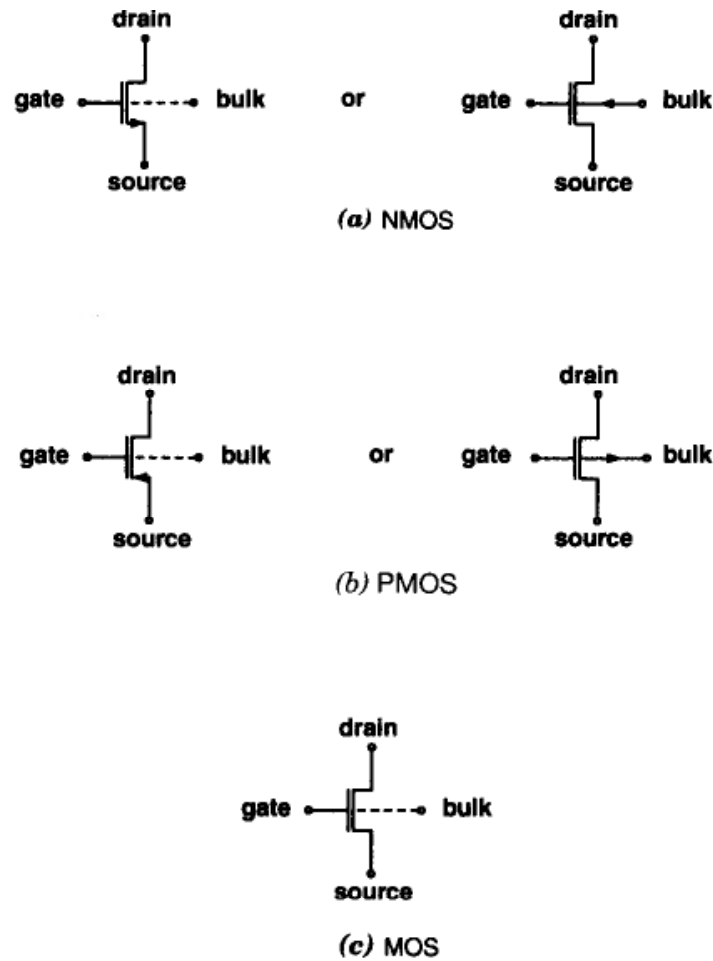 drain drain
gate bulk or gate bulk
source source
(a) NMOS
drain drain
gate bulk or gate bulk
source source
(b) PMOS
drain
gate bulk
source
(c) MOS